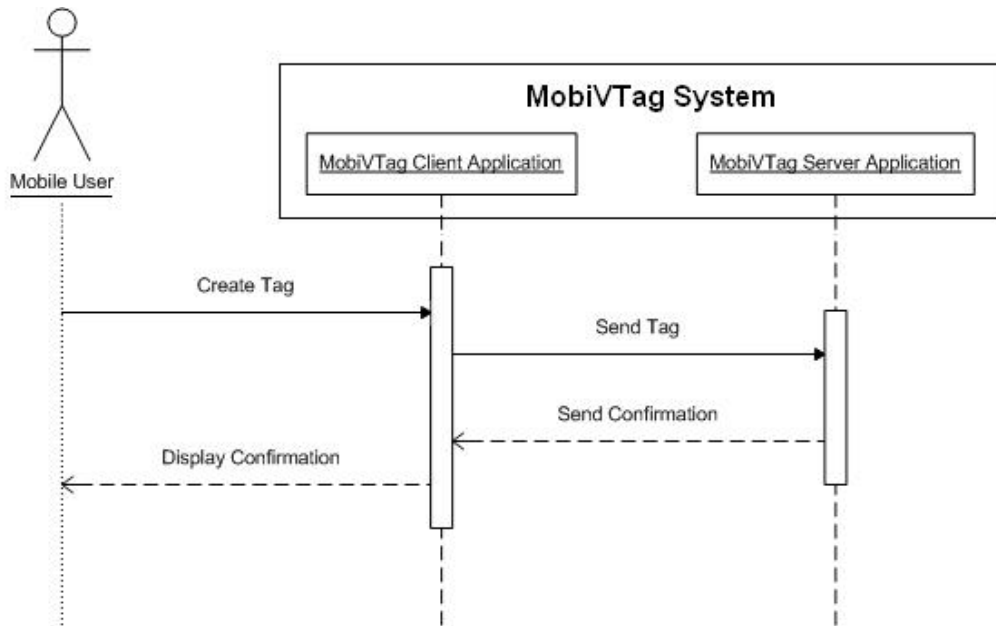 MobiVTag System
MobiVTag Client Application
MobiVTag Server Application
Mobile User
Create Tag
Send Tag
Send Confirmation
Display Confirmation